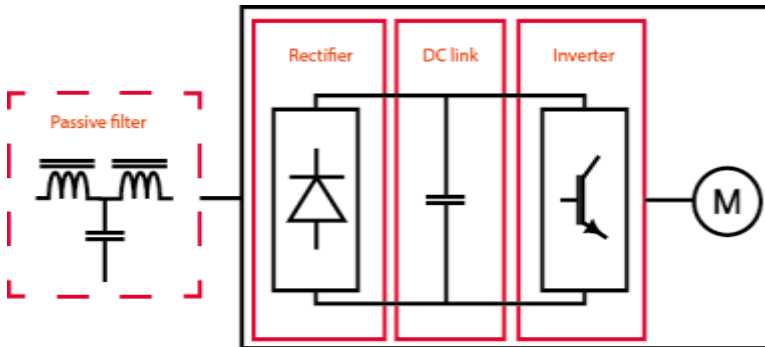 Rectifier
DC link
Inverter
Passive filter
M